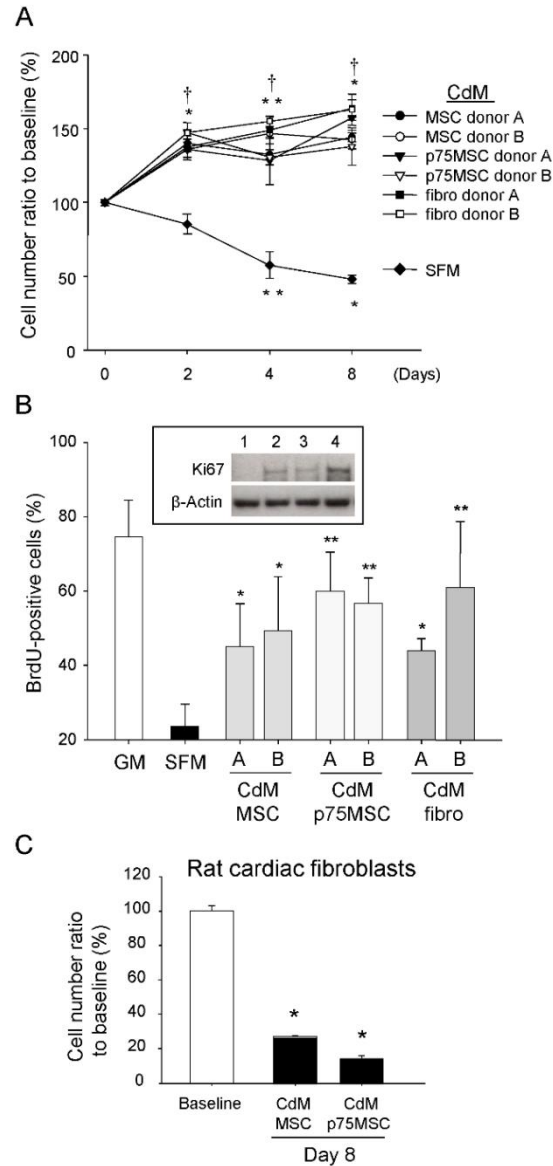 A
Cell number ratio to baseline (%)
200
150
100
50
0
†
*
†
* *
†
*
* *
*
0 2 4 8 (Days)
CdM
MSC donor A
MSC donor B
p75MSC donor A
p75MSC donor B
fibro donor A
fibro donor B
SFM
B
BrdU-positive cells (%)
100
80
60
40
20
1 2 3 4
Ki67
β-Actin
* * ** ** * **
GM SFM A B A B A B
CdM CdM CdM
MSC p75MSC fibro
C
Rat cardiac fibroblasts
Cell number ratio
to baseline (%)
120
100
80
60
40
20
0
* *
Baseline CdM CdM
MSC p75MSC
Day 8